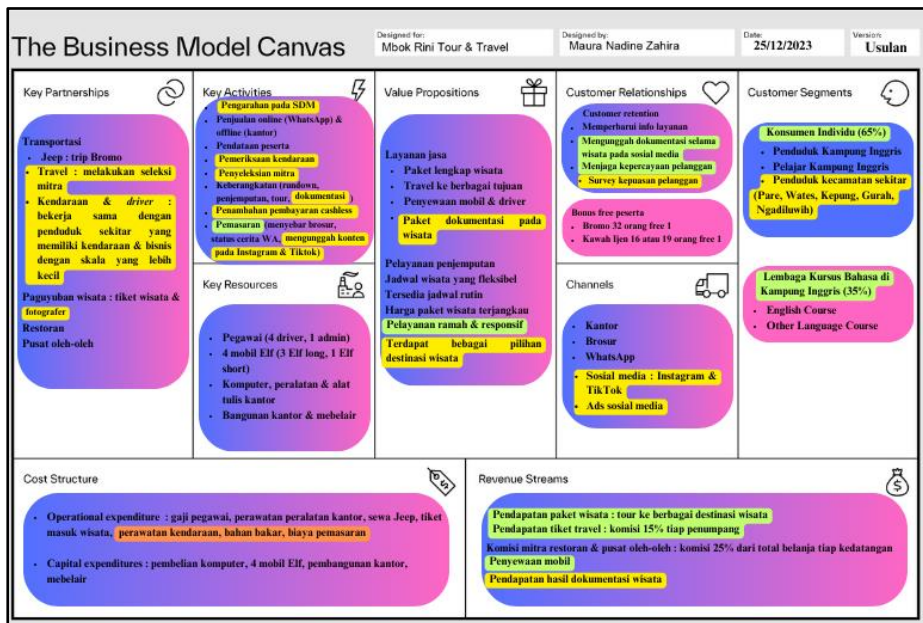 The Business Model Canvas
Designed for:
Mbok Rini Tour & Travel
Designed by:
Maura Nadine Zahira
Date:
25/12/2023
Version:
Usulan
Key Partnerships
Transportasi
• Jeep : trip Bromo
• Travel : melakukan seleksi
mitra
• Kendaraan & driver :
bekerja sama dengan
penduduk sekitar yang
memiliki kendaraan & bisnis
dengan skala yang lebih
kecil
Paguyuban wisata : tiket wisata &
fotografer
Restoran
Pusat oleh-oleh
Key Activities
• Pengarahan pada SDM
• Penjualan online (WhatsApp) &
offline (kantor)
• Pendataan peserta
• Pemeriksaan kendaraan
• Penyeleksian mitra
• Keberangkatan (rundown,
penjemputan, tour, dokumentasi)
• Penambahan pembayaran cashless
• Pemasaran (menyebar brosur,
status cerita WA, mengunggah konten
pada Instagram & Tiktok)
Key Resources
• Pegawai (4 driver, 1 admin)
• 4 mobil Elf (3 Elf long, 1 Elf
short)
• Komputer, peralatan & alat
tulis kantor
• Bangunan kantor & mebelair
Value Propositions
Layanan jasa
• Paket lengkap wisata
• Travel ke berbagai tujuan
• Penyewaan mobil & driver
• Paket dokumentasi pada
wisata
Pelayanan penjemputan
Jadwal wisata yang fleksibel
Tersedia jadwal rutin
Harga paket wisata terjangkau
Pelayanan ramah & responsif
Terdapat bebagai pilihan
destinasi wisata
Customer Relationships
Customer retention
• Memperbarui info layanan
• Mengunggah dokumentasi selama
wisata pada sosial media
• Menjaga kepercayaan pelanggan
• Survey kepuasan pelanggan
Bonus free peserta
• Bromo 32 orang free 1
• Kawah Ijen 16 atau 19 orang free 1
Channels
• Kantor
• Brosur
• WhatsApp
• Sosial media : Instagram &
TikTok
• Ads sosial media
Customer Segments
Konsumen Individu (65%)
• Penduduk Kampung Inggris
• Pelajar Kampung Inggris
• Penduduk kecamatan sekitar
(Pare, Wates, Kepung, Gurah,
Ngadiluwih)
Lembaga Kursus Bahasa di
Kampung Inggris (35%)
• English Course
• Other Language Course
Cost Structure
• Operational expenditure : gaji pegawai, perawatan peralatan kantor, sewa Jeep, tiket
masuk wisata, perawatan kendaraan, bahan bakar, biaya pemasaran
• Capital expenditures : pembelian komputer, 4 mobil Elf, pembangunan kantor,
mebelair
Revenue Streams
Pendapatan paket wisata : tour ke berbagai destinasi wisata
Pendapatan tiket travel : komisi 15% tiap penumpang
Komisi mitra restoran & pusat oleh-oleh : komisi 25% dari total belanja tiap kedatangan
Penyewaan mobil
Pendapatan hasil dokumentasi wisata